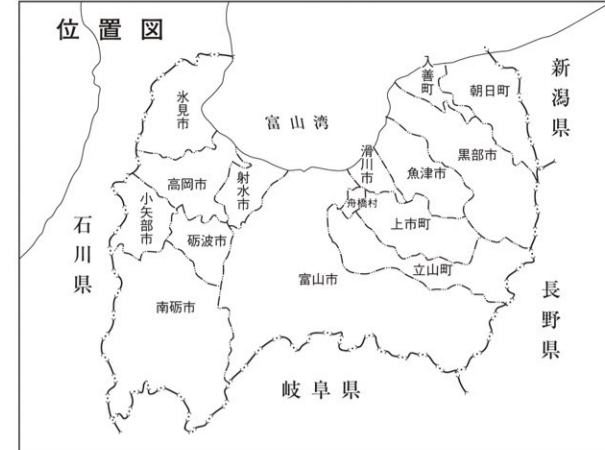 位置図
新潟県
入善町
朝日町
氷見市
富山湾
黒部市
滑川市
魚津市
高岡市
射水市
舟橋村
小矢部市
上市町
石川県
砺波市
立山町
富山市
長野県
南砺市
岐阜県